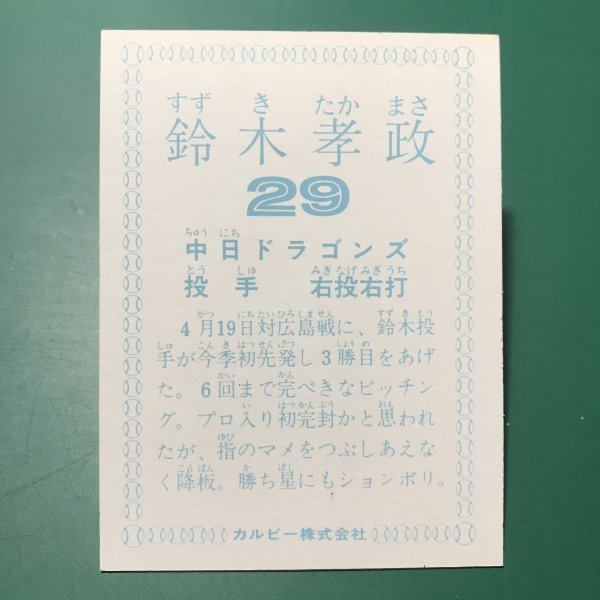 すず き たか まさ
鈴木孝政
29
ちゅう にち
中日ドラゴンズ
とう しゅ みぎ なげ みぎ うち
投手 右投右打
がつ にち たい ひろ しま せん すず き とう
4月19日対広島戦に、鈴木投
しゅ こん き はつ せん ぱつ しょう め
手が今季初先発し3勝目をあげ
かい かん
た。6回まで完ぺきなピッチン
い はつ かん ぷう おも
グ。プロ入り初完封かと思われ
ゆび
たが、指のマメをつぶしあえな
こう ばん か ぼし
く降板。勝ち星にもションボリ。
カルビー株式会社